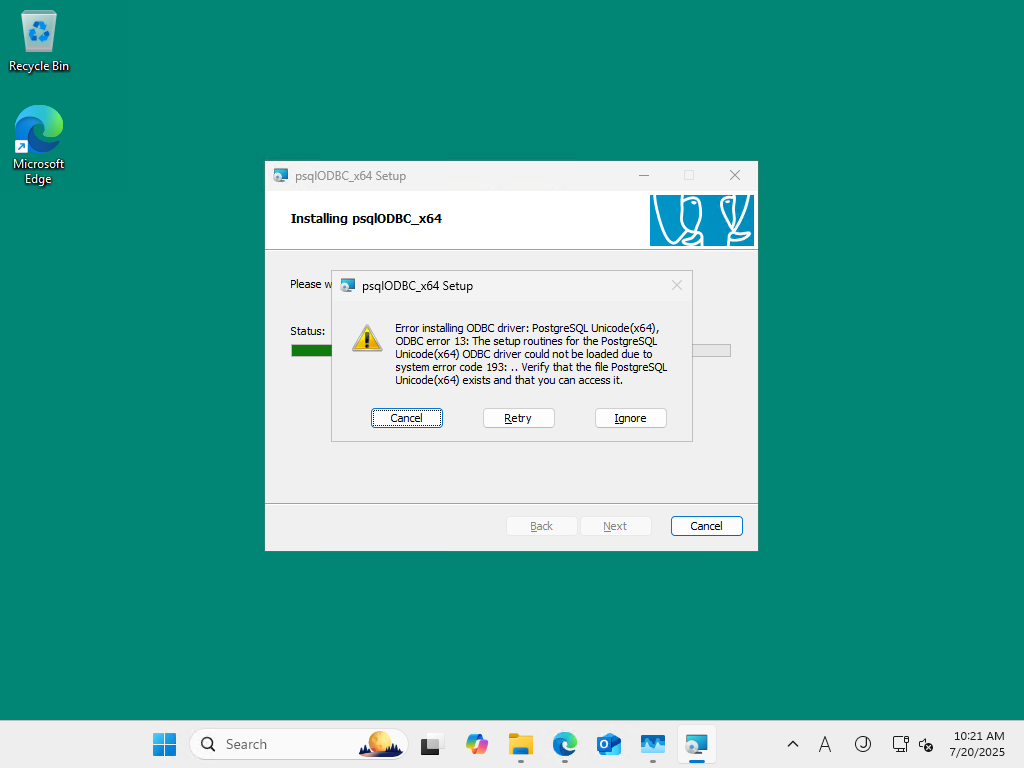 Recycle Bin
Microsoft
Edge
psqlODBC_x64 Setup
Installing psqlODBC_x64
Please w
Status:
psqlODBC_x64 Setup
Error installing ODBC driver: PostgreSQL Unicode(x64),
ODBC error 13: The setup routines for the PostgreSQL
Unicode(x64) ODBC driver could not be loaded due to
system error code 193: .. Verify that the file PostgreSQL
Unicode(x64) exists and that you can access it.
Cancel
Retry
Ignore
Back
Next
Cancel
Search
A
J
10:21 AM
7/20/2025